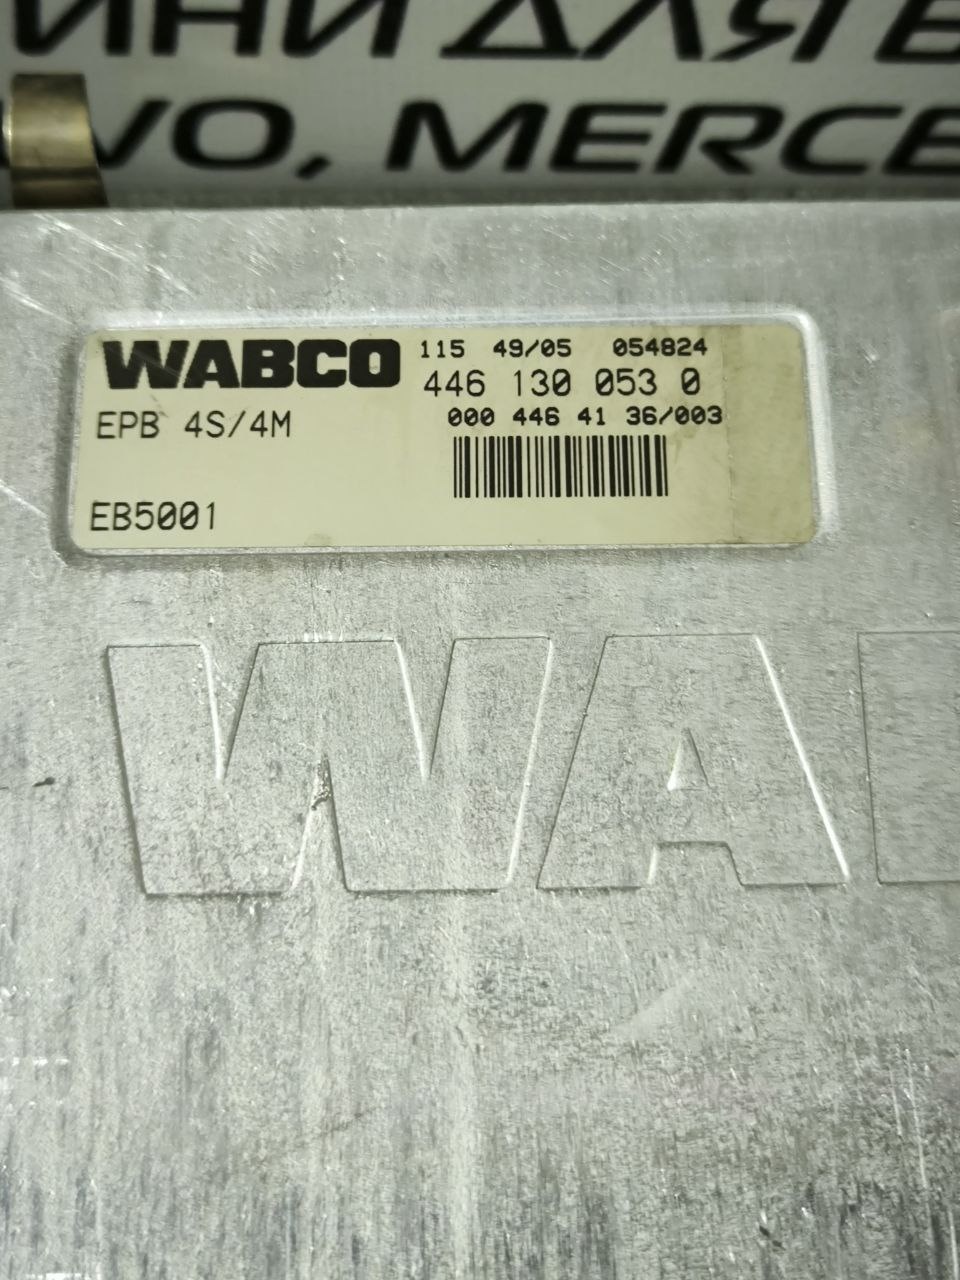 ДЛЯ
MERCE
WABCO 115 49/05 054824
446 130 053 0
EPB 4S/4M 000 446 41 36/003
EB5001
WA